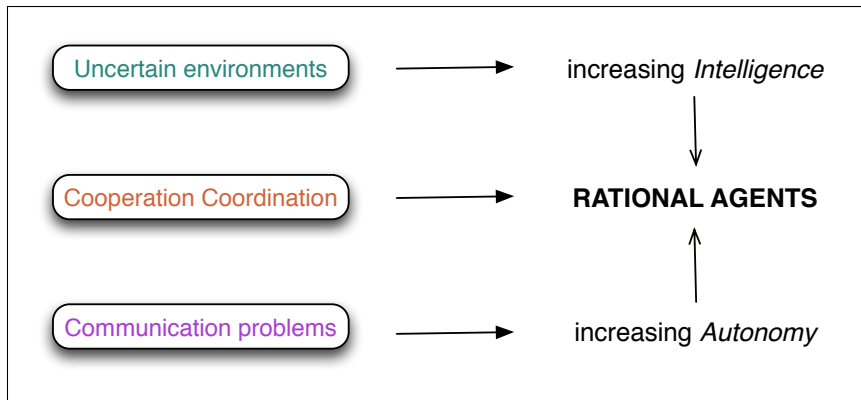 Uncertain environments
increasing Intelligence
Cooperation Coordination
RATIONAL AGENTS
Communication problems
increasing Autonomy